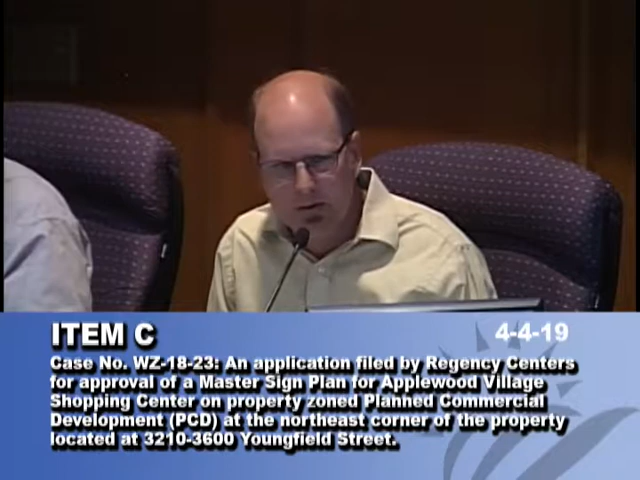 ITEM C
4-4-19
Case No. WZ-18-23: An application filed by Regency Centers
for approval of a Master Sign Plan for Applewood Village
Shopping Center on property zoned Planned Commercial
Development (PCD) at the northeast corner of the property
located at 3210-3600 Youngfield Street.